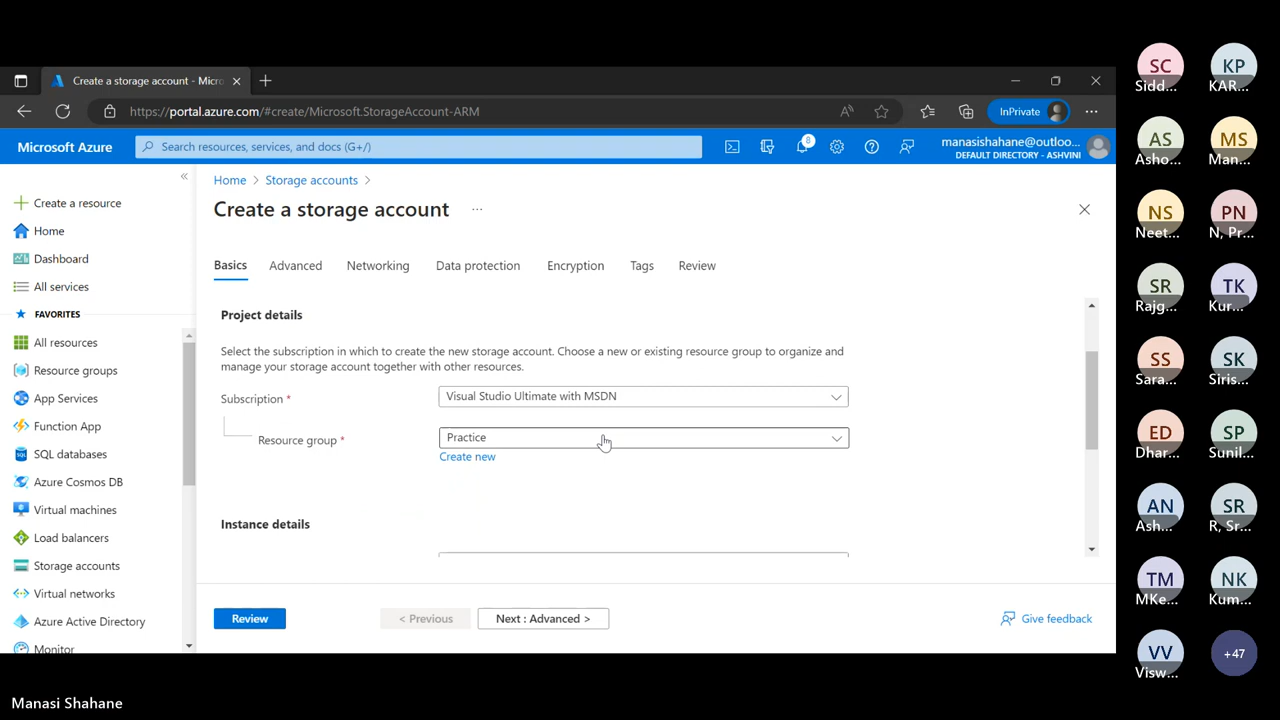 Create a storage account - Micro
https://portal.azure.com/#create/Microsoft.StorageAccount-ARM
InPrivate
Microsoft Azure
Search resources, services, and docs (G+/)
8
manasishahane@outloo...
DEFAULT DIRECTORY - ASHVINI
Create a resource
Home
Dashboard
All services
FAVORITES
All resources
Resource groups
App Services
Function App
SQL databases
Azure Cosmos DB
Virtual machines
Load balancers
Storage accounts
Virtual networks
Azure Active Directory
Monitor
Home > Storage accounts >
Create a storage account ...
Basics Advanced Networking Data protection Encryption Tags Review
Project details
Select the subscription in which to create the new storage account. Choose a new or existing resource group to organize and
manage your storage account together with other resources.
Subscription *
Visual Studio Ultimate with MSDN
Resource group *
Practice
Create new
Instance details
Review
< Previous
Next : Advanced >
Give feedback
SC KP
Sidd... KAR...
AS MS
Asho... Man...
NS PN
Neet... N, Pr...
SR TK
Rajg... Kur...
SS SK
Sara... Siris...
ED SP
Dhar... Sunil...
AN SR
Ash... R, Sr...
TM NK
MKe... Kum...
VV +47
Visw...
Manasi Shahane